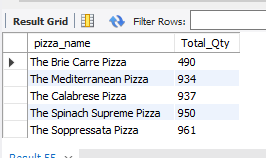 Result Grid Filter Rows:
pizza_name Total_Qty
The Brie Carre Pizza 490
The Mediterranean Pizza 934
The Calabrese Pizza 937
The Spinach Supreme Pizza 950
The Soppressata Pizza 961
Result 55